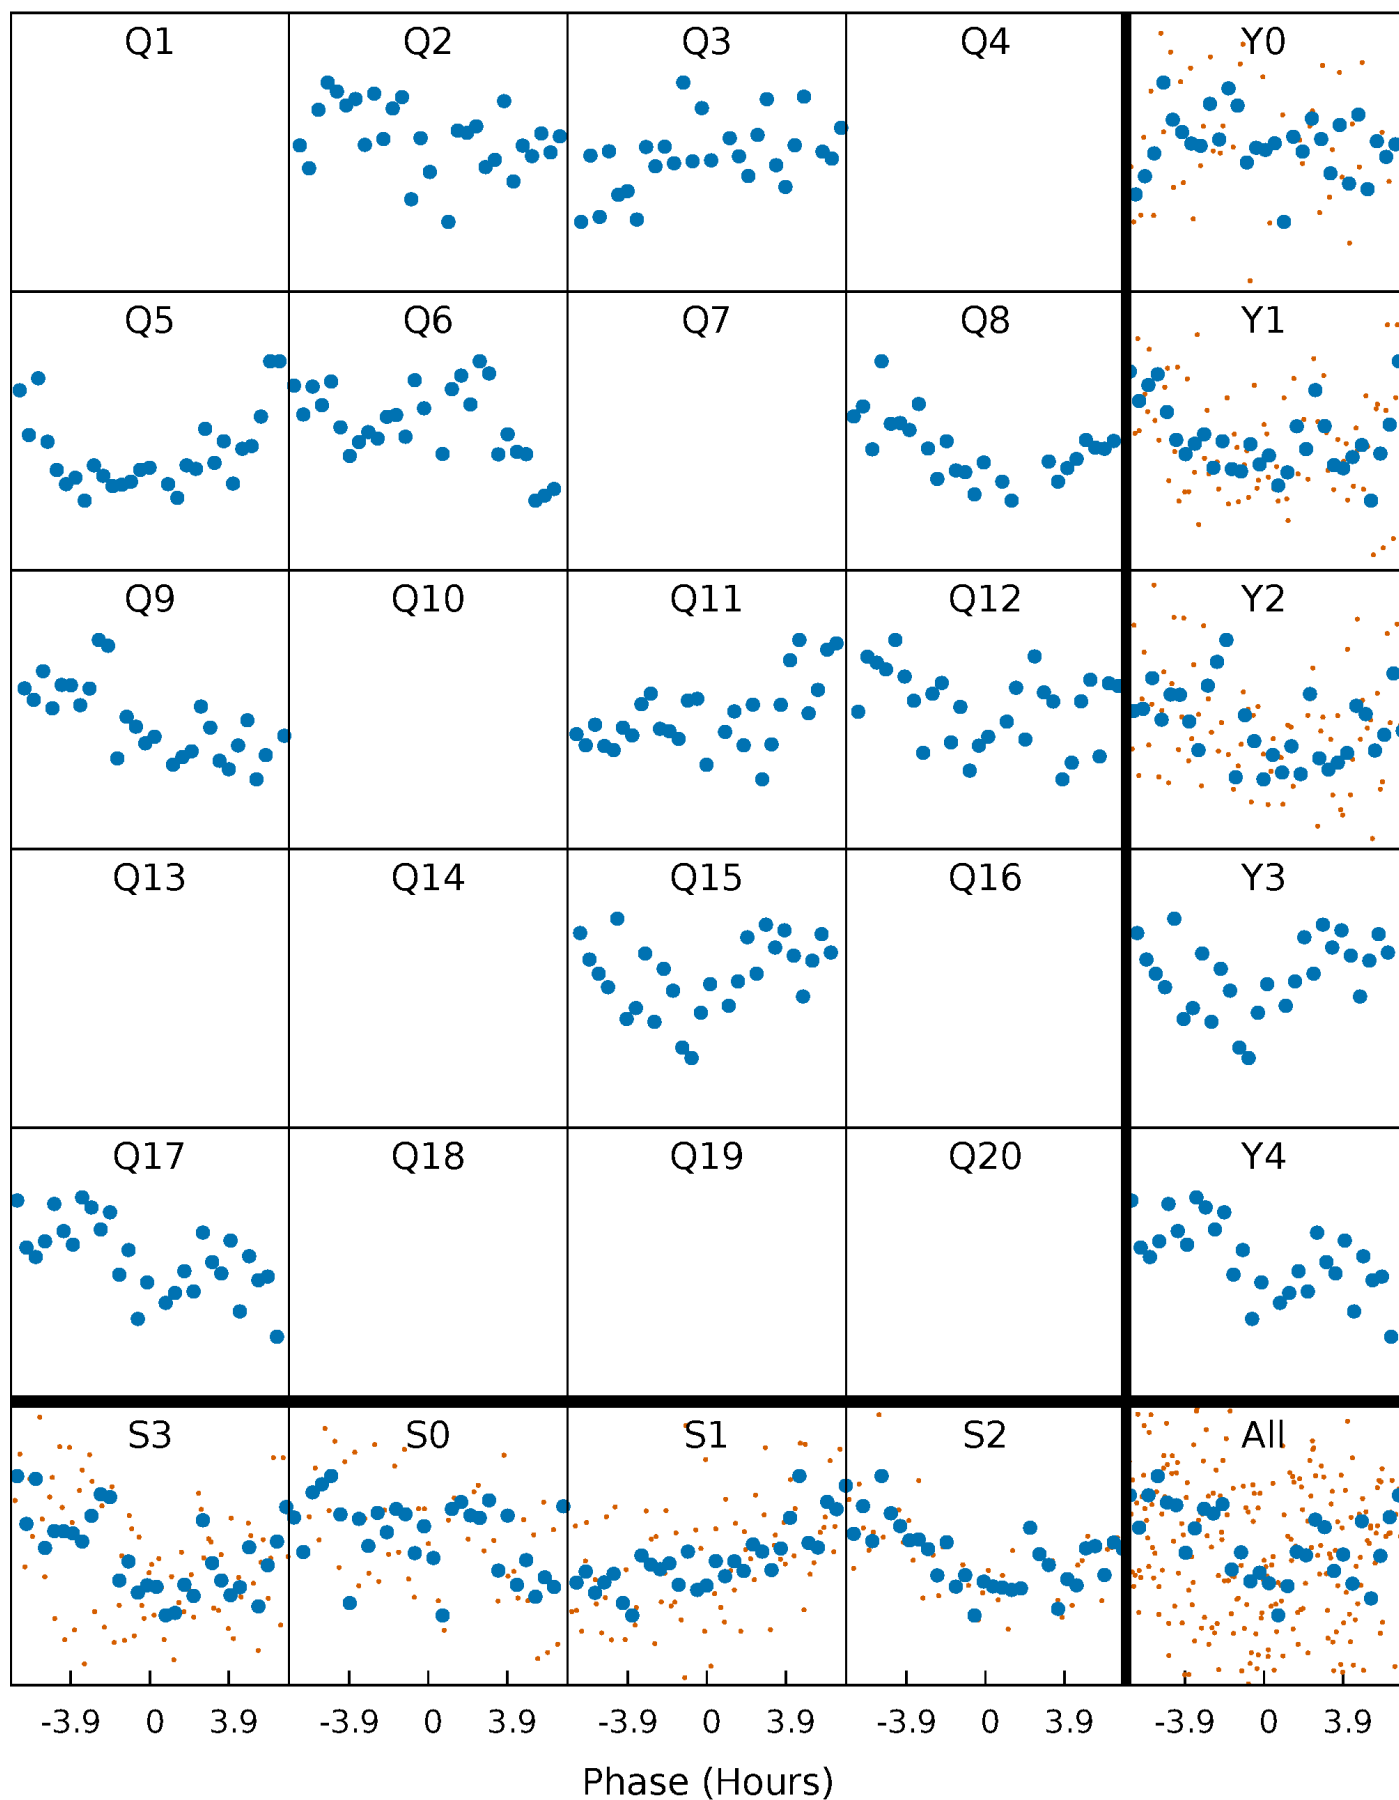 Q1 Q2 Q3 Q4 Y0
Q5 Q6 Q7 Q8 Y1
Q9 Q10 Q11 Q12 Y2
Q13 Q14 Q15 Q16 Y3
Q17 Q18 Q19 Q20 Y4
S3 S0 S1 S2 All
-3.9 0 3.9 -3.9 0 3.9 -3.9 0 3.9 -3.9 0 3.9 -3.9 0 3.9
Phase (Hours)